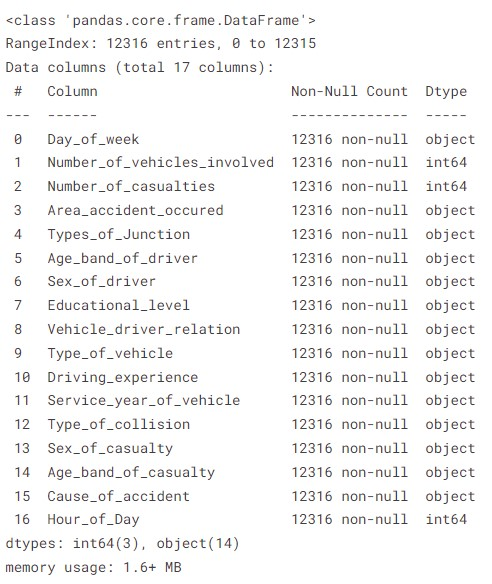 <class 'pandas.core.frame.DataFrame'>
RangeIndex: 12316 entries, 0 to 12315
Data columns (total 17 columns):
 #   Column                       Non-Null Count  Dtype
---  ------                       --------------  -----
 0   Day_of_week                  12316 non-null  object
 1   Number_of_vehicles_involved  12316 non-null  int64
 2   Number_of_casualties         12316 non-null  int64
 3   Area_accident_occured        12316 non-null  object
 4   Types_of_Junction            12316 non-null  object
 5   Age_band_of_driver           12316 non-null  object
 6   Sex_of_driver                12316 non-null  object
 7   Educational_level            12316 non-null  object
 8   Vehicle_driver_relation      12316 non-null  object
 9   Type_of_vehicle              12316 non-null  object
 10  Driving_experience           12316 non-null  object
 11  Service_year_of_vehicle      12316 non-null  object
 12  Type_of_collision            12316 non-null  object
 13  Sex_of_casualty              12316 non-null  object
 14  Age_band_of_casualty         12316 non-null  object
 15  Cause_of_accident            12316 non-null  object
 16  Hour_of_Day                  12316 non-null  int64
dtypes: int64(3), object(14)
memory usage: 1.6+ MB